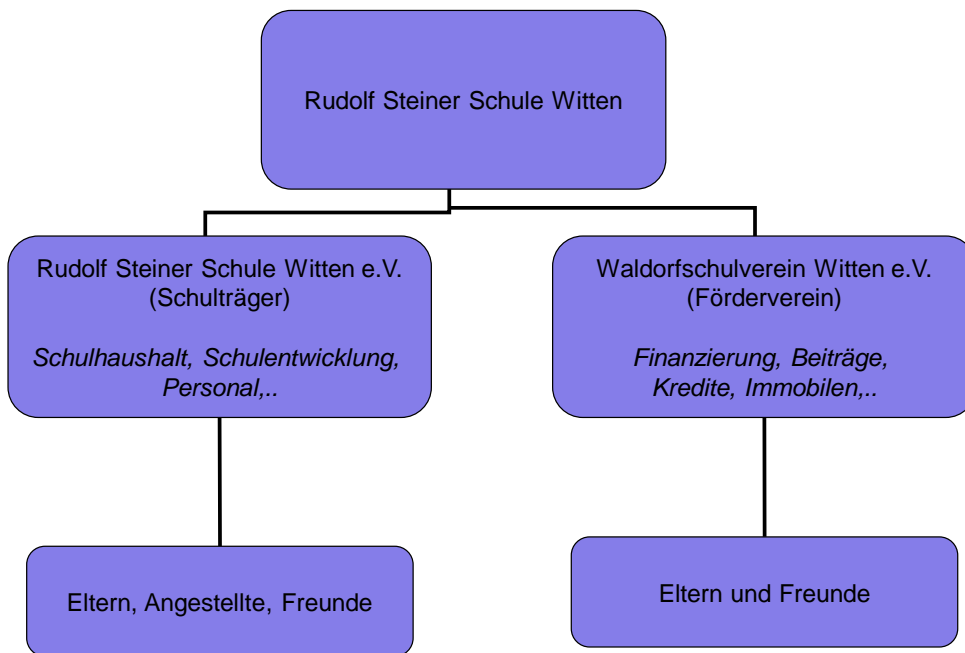 Rudolf Steiner Schule Witten
Rudolf Steiner Schule Witten e.V.
(Schulträger)
Schulhaushalt, Schulentwicklung,
Personal,..
Waldorfschulverein Witten e.V.
(Förderverein)
Finanzierung, Beiträge,
Kredite, Immobilen,..
Eltern, Angestellte, Freunde
Eltern und Freunde